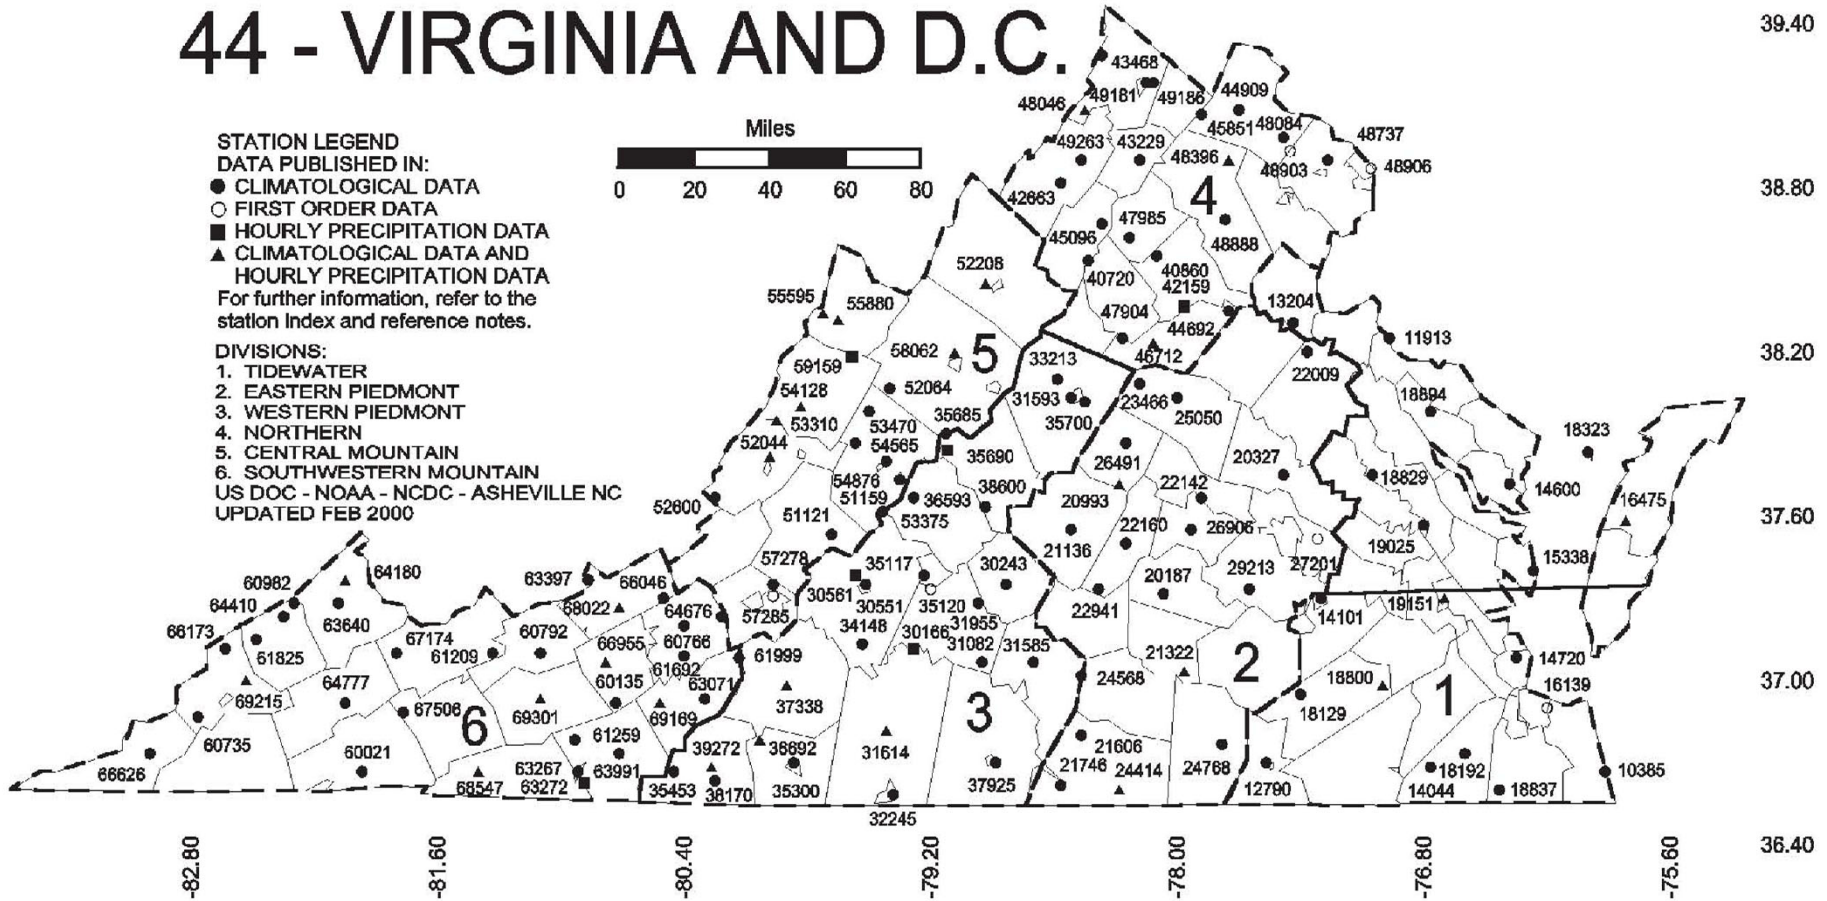 44 - VIRGINIA AND D.C.
STATION LEGEND
DATA PUBLISHED IN:
CLIMATOLOGICAL DATA
FIRST ORDER DATA
HOURLY PRECIPITATION DATA
CLIMATOLOGICAL DATA AND
HOURLY PRECIPITATION DATA
For further information, refer to the
station index and reference notes.
DIVISIONS:
1. TIDEWATER
2. EASTERN PIEDMONT
3. WESTERN PIEDMONT
4. NORTHERN
5. CENTRAL MOUNTAIN
6. SOUTHWESTERN MOUNTAIN
US DOC - NOAA - NCDC - ASHEVILLE NC
UPDATED FEB 2000
Miles
0 20 40 60 80
39.40
38.80
38.20
37.60
37.00
36.40
-82.80
-81.60
-80.40
-79.20
-78.00
-76.80
-75.60
43468
48046 49181 49186 44909
45851 48084 48737
49263 43229 48396 48903 48906
42663
4
45096 47985 48888
52208 40720 40860
42159
55595 55880 47904 13204
44692
58062 5 33213 46712 11913
59159
54128 52064 31593 23466 25050 22009 18894
53310 53470 35685 35700
52044 54565 35690 26491 20327 18323
54876 36593 38600 20993 22142 18829 14600 16475
52600 51121 51159 53375 22160 26906 19025
21136 15338
57278 35117 30243 27201
60982 64180 63397 66046 30561 20187 29213
64410 68022 64676 57285 30551 35120 22941 14101 19151
66173 63640 67174 60792 66955 60766 34148 30166 31955
31082 31585
61825 61209 61692 61999 21322 2 14720
69215 64777 60135 63071 24568 18800 16139
67506 6 69301 69169 37338 3 18129 1
60735 60021 61259 39272 38692 31614 21606
66626 63267 63991 21746 24414 24768 18192 10385
68547 63272 35453 38170 35300 37925 12790 14044 18837
32245